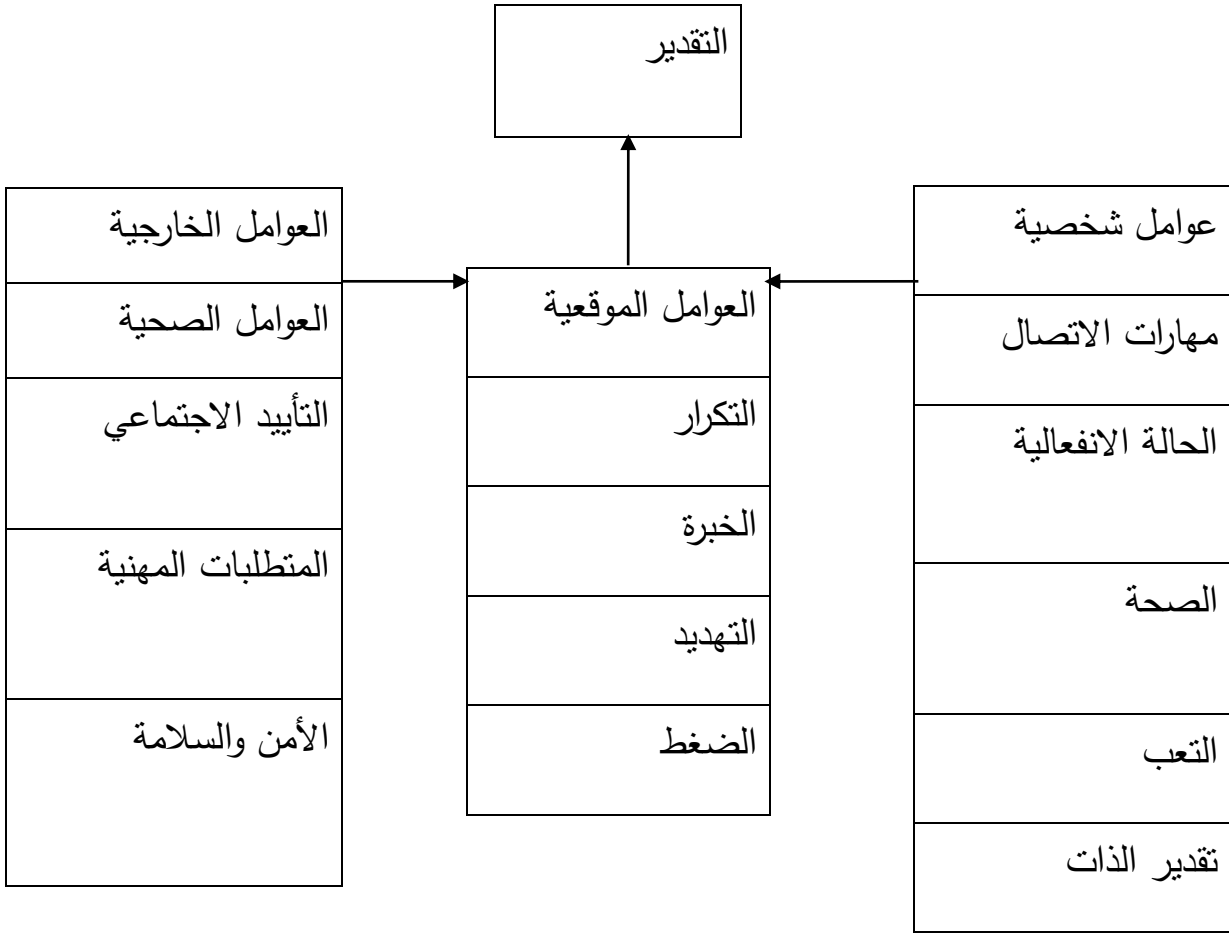 التقدير
عوامل شخصية
مهارات الاتصال
الحالة الانفعالية
الصحة
التعب
تقدير الذات
العوامل الموقعية
التكرار
الخبرة
التهديد
الضغط
العوامل الخارجية
العوامل الصحية
التأييد الاجتماعي
المتطلبات المهنية
الأمن والسلامة